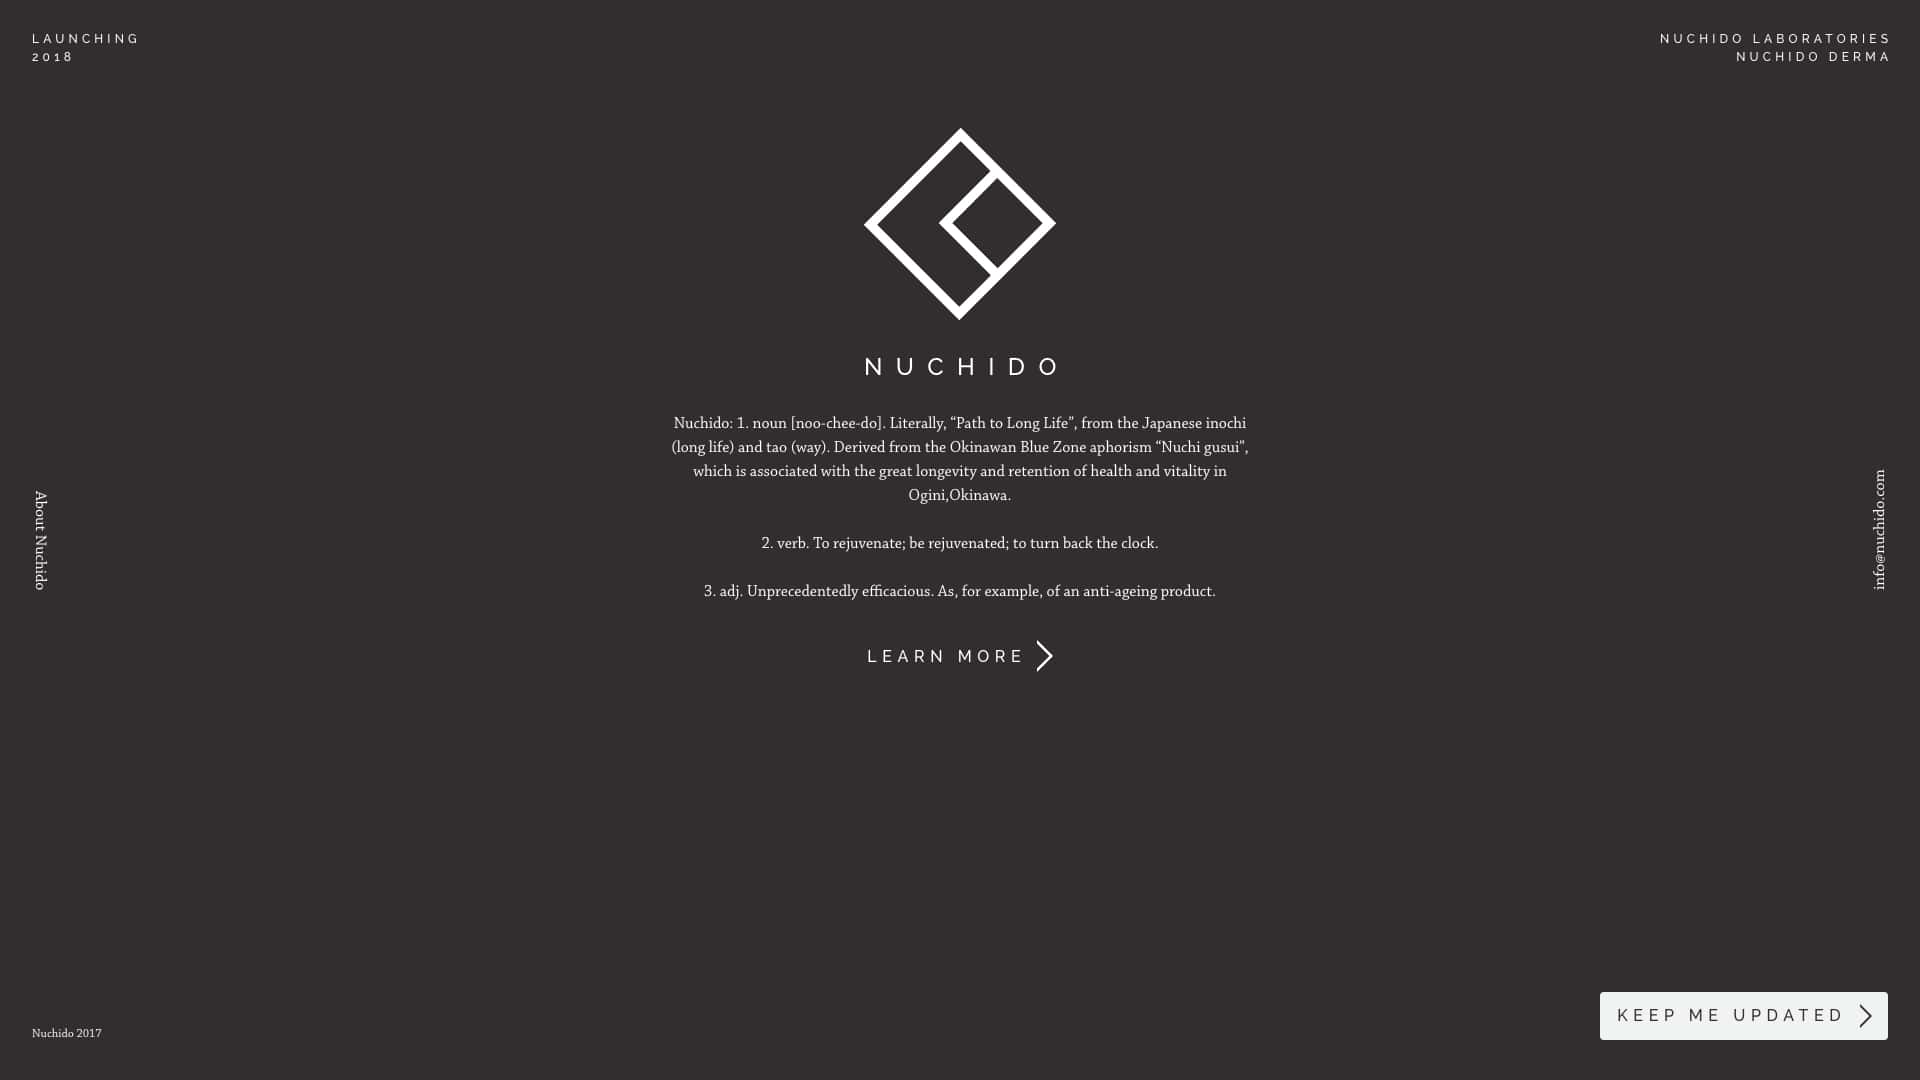 LAUNCHING
2018
NUCHIDO LABORATORIES
NUCHIDO DERMA
NUCHIDO
Nuchido: 1. noun [noo-chee-do]. Literally, “Path to Long Life”, from the Japanese inochi
(long life) and tao (way). Derived from the Okinawan Blue Zone aphorism “Nuchi gusui”,
which is associated with the great longevity and retention of health and vitality in
Ogini,Okinawa.
2. verb. To rejuvenate; be rejuvenated; to turn back the clock.
3. adj. Unprecedentedly efficacious. As, for example, of an anti-ageing product.
LEARN MORE
About Nuchido
info@nuchido.com
Nuchido 2017
KEEP ME UPDATED